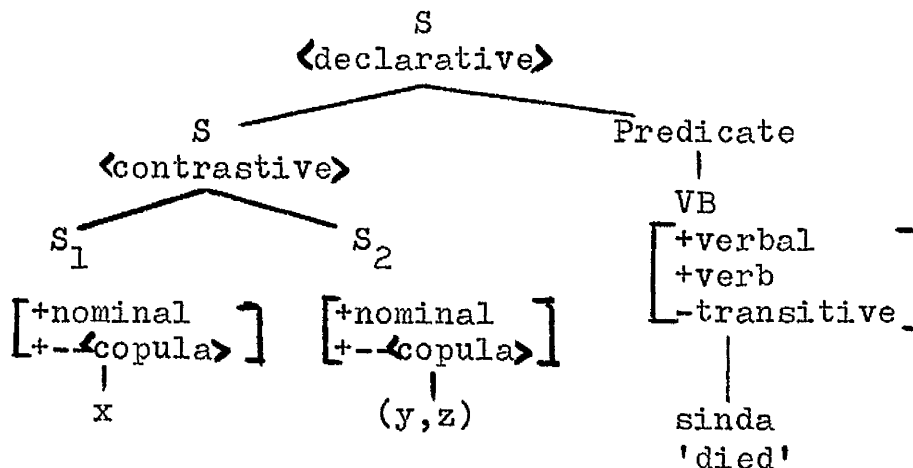 S
<declarative>
S Predicate
<contrastive>
VB
S1 S2
+verbal
+verb
-transitive
+nominal +nominal
+--<copula> +--<copula>
x (y,z)
sinda
'died'